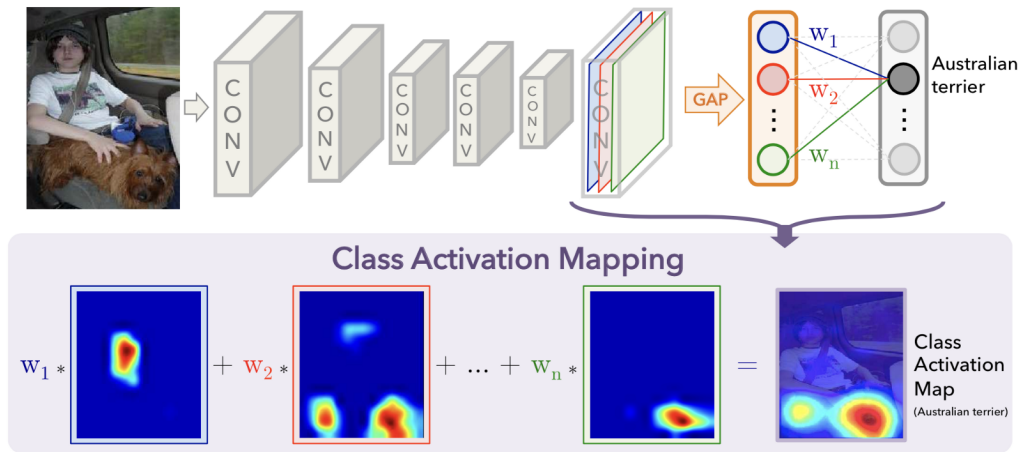 CONV
CONV
CONV
CONV
CONV
CONV
GAP
w1
w2
⋮
wn
⋮
Australian
terrier
Class Activation Mapping
w1 * + w2 * + ... + wn * =
Class
Activation
Map
(Australian terrier)